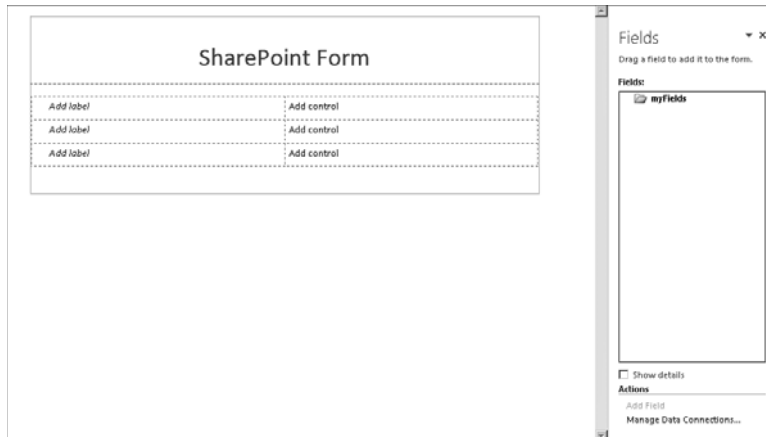 SharePoint Form
Add label Add control
Add label Add control
Add label Add control
Fields
Drag a field to add it to the form.
Fields:
myFields
Show details
Actions
Add Field
Manage Data Connections...